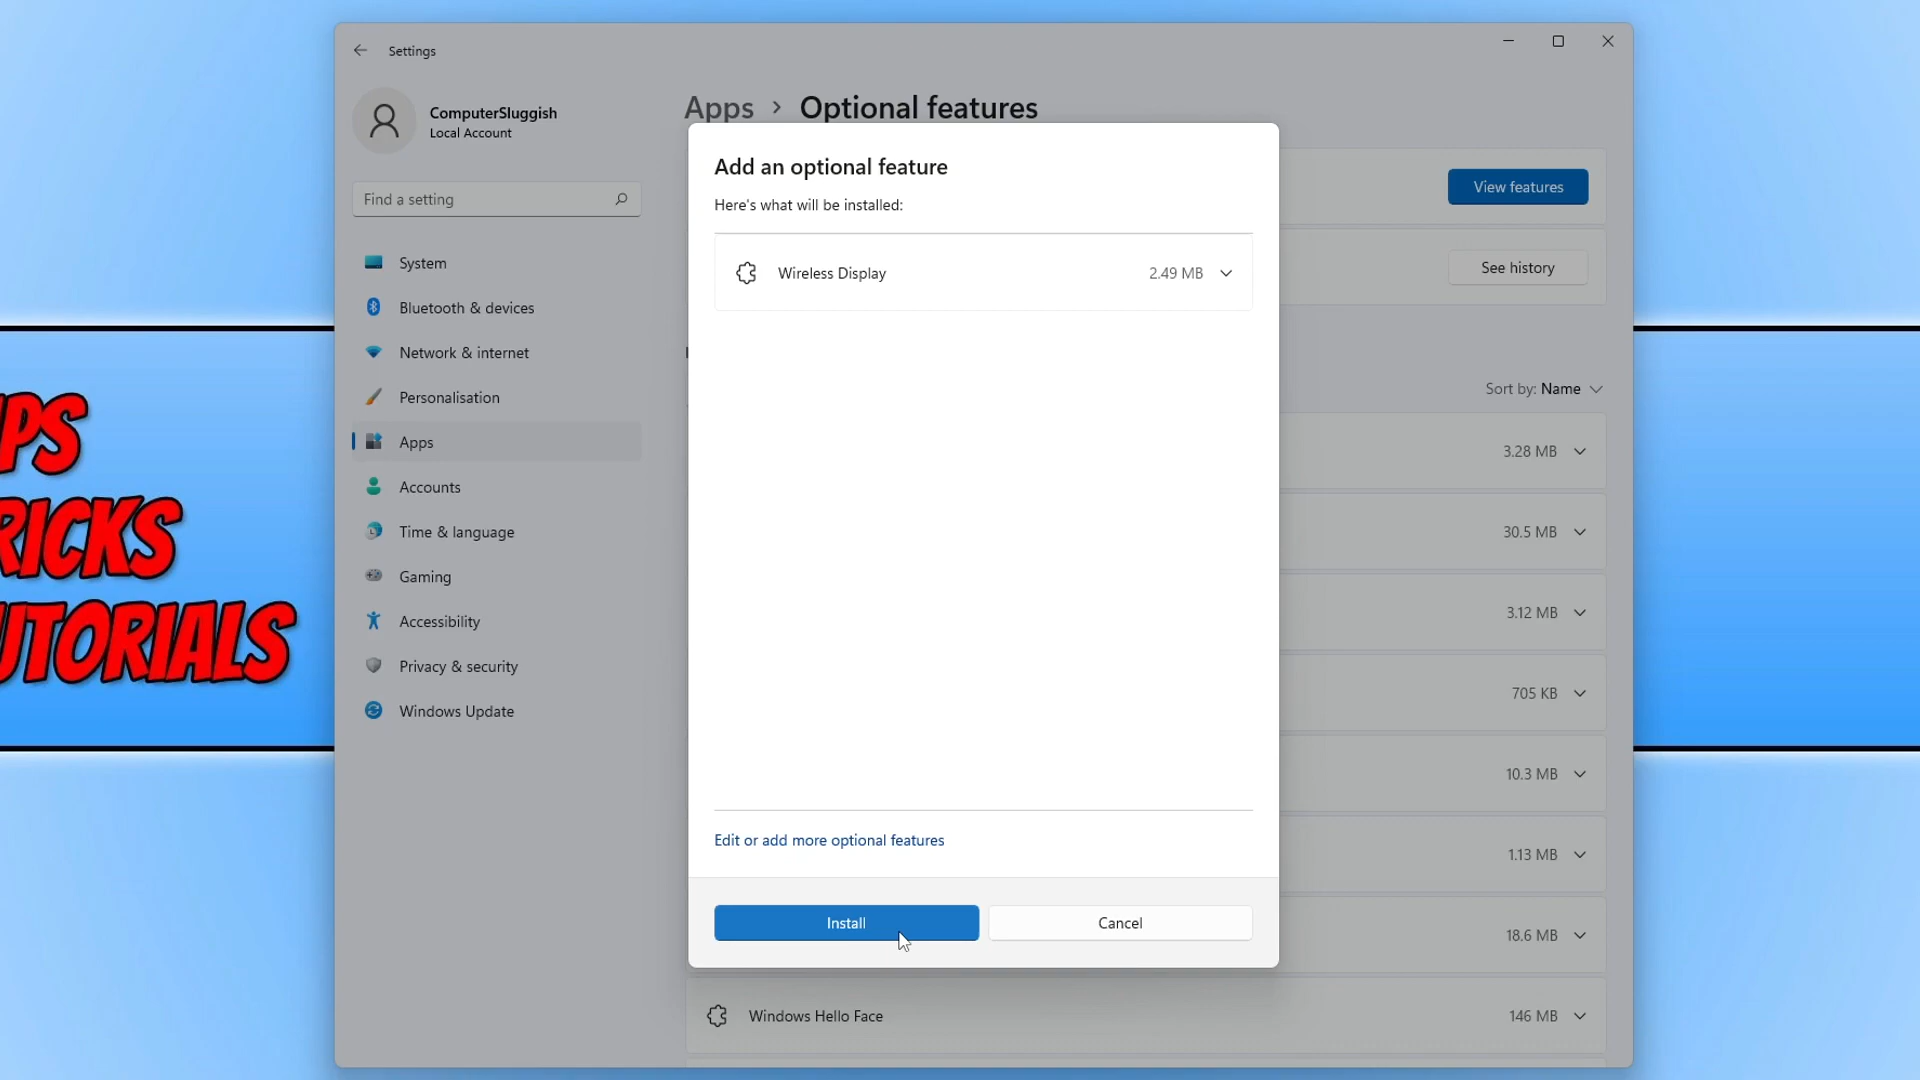 Settings
ComputerSluggish
Local Account
Find a setting
System
Bluetooth & devices
Network & internet
Personalisation
Apps
Accounts
Time & language
Gaming
Accessibility
Privacy & security
Windows Update
Apps > Optional features
View features
See history
Sort by: Name
3.28 MB
30.5 MB
3.12 MB
705 KB
10.3 MB
1.13 MB
18.6 MB
Windows Hello Face 146 MB
Add an optional feature
Here's what will be installed:
Wireless Display 2.49 MB
Edit or add more optional features
Install Cancel
IPS
RICKS
UTORIALS